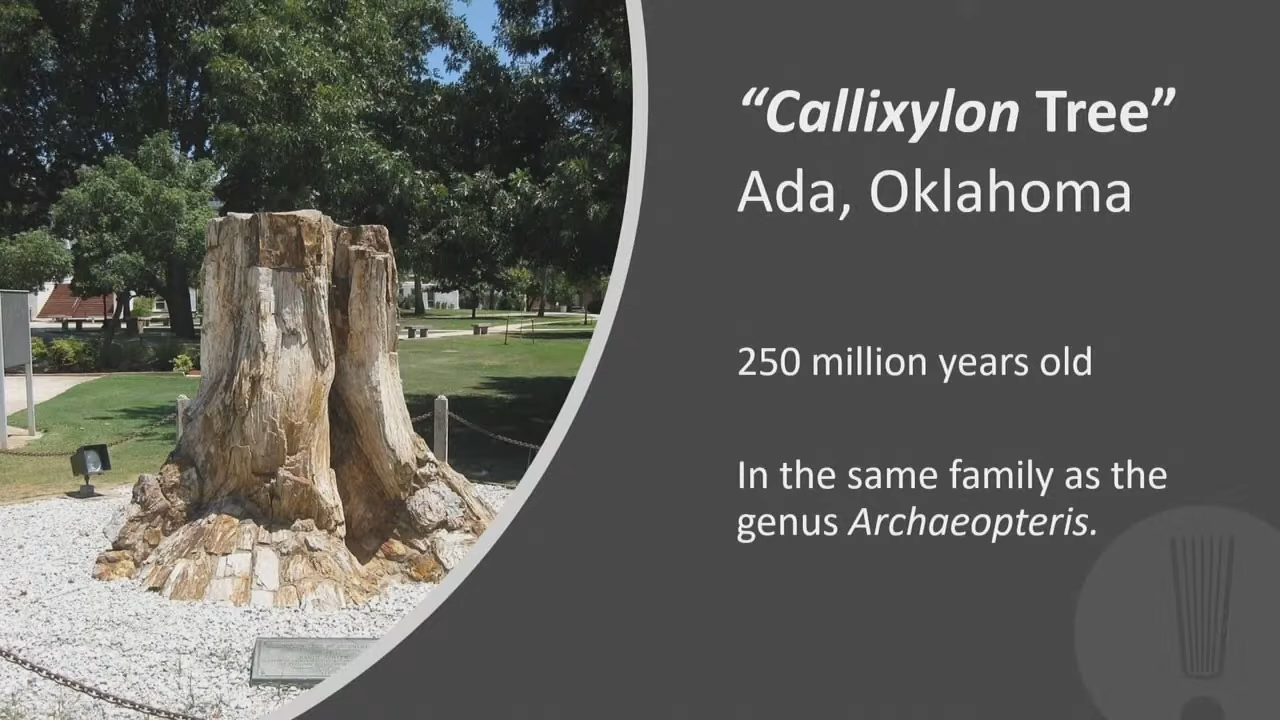 “Callixylon Tree”
Ada, Oklahoma
250 million years old
In the same family as the
genus Archaeopteris.